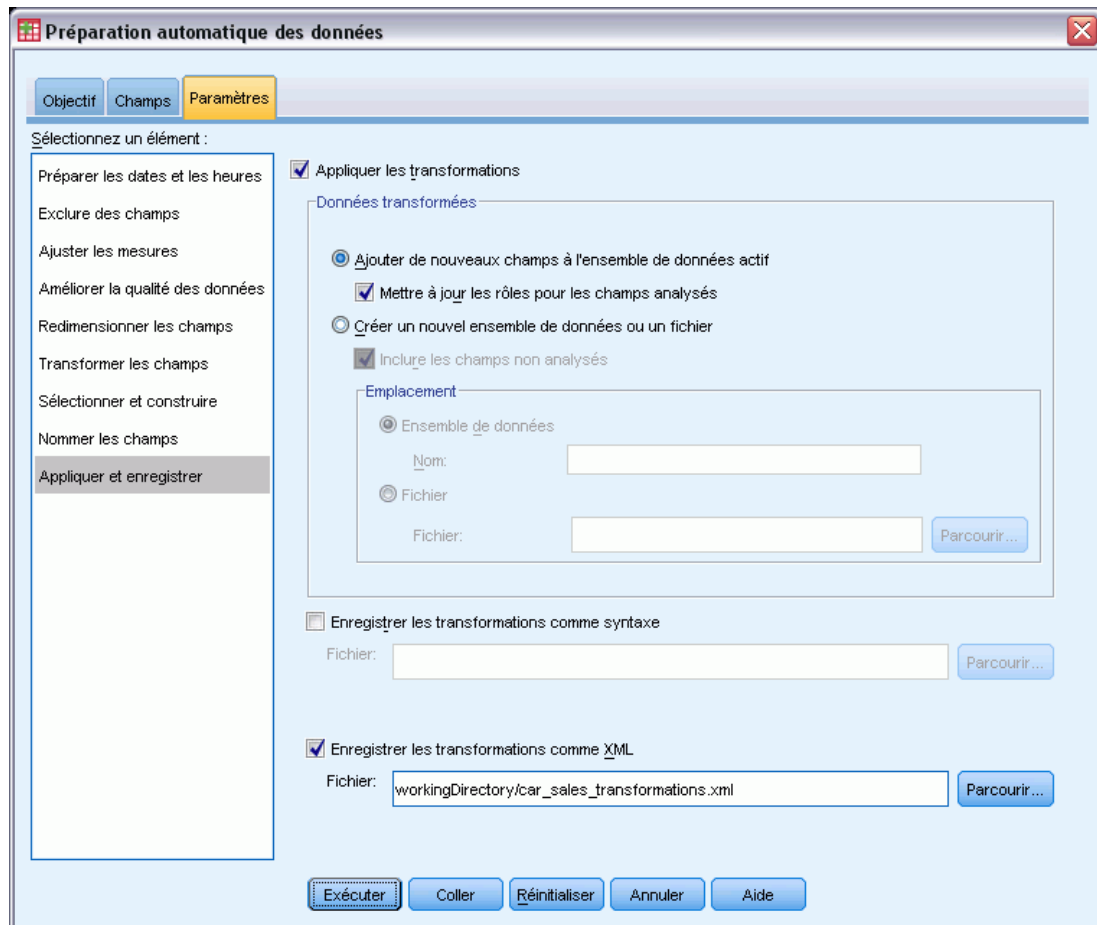 Préparation automatique des données
Objectif
Champs
Paramètres
Sélectionnez un élément :
Préparer les dates et les heures
Exclure des champs
Ajuster les mesures
Améliorer la qualité des données
Redimensionner les champs
Transformer les champs
Sélectionner et construire
Nommer les champs
Appliquer et enregistrer
Appliquer les transformations
Données transformées
Ajouter de nouveaux champs à l'ensemble de données actif
Mettre à jour les rôles pour les champs analysés
Créer un nouvel ensemble de données ou un fichier
Inclure les champs non analysés
Emplacement
Ensemble de données
Nom:
Fichier
Fichier:
Parcourir...
Enregistrer les transformations comme syntaxe
Fichier:
Parcourir...
Enregistrer les transformations comme XML
Fichier:
workingDirectory/car_sales_transformations.xml
Parcourir...
Exécuter
Coller
Réinitialiser
Annuler
Aide